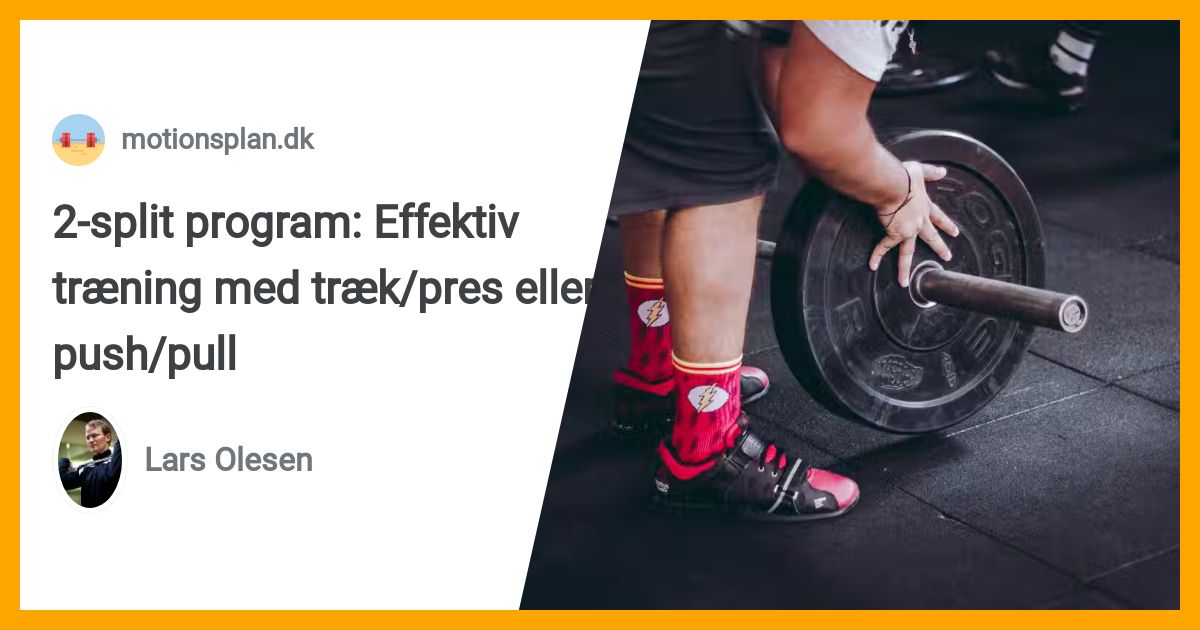 motionsplan.dk
2-split program: Effektiv
træning med træk/pres eller
push/pull
Lars Olesen